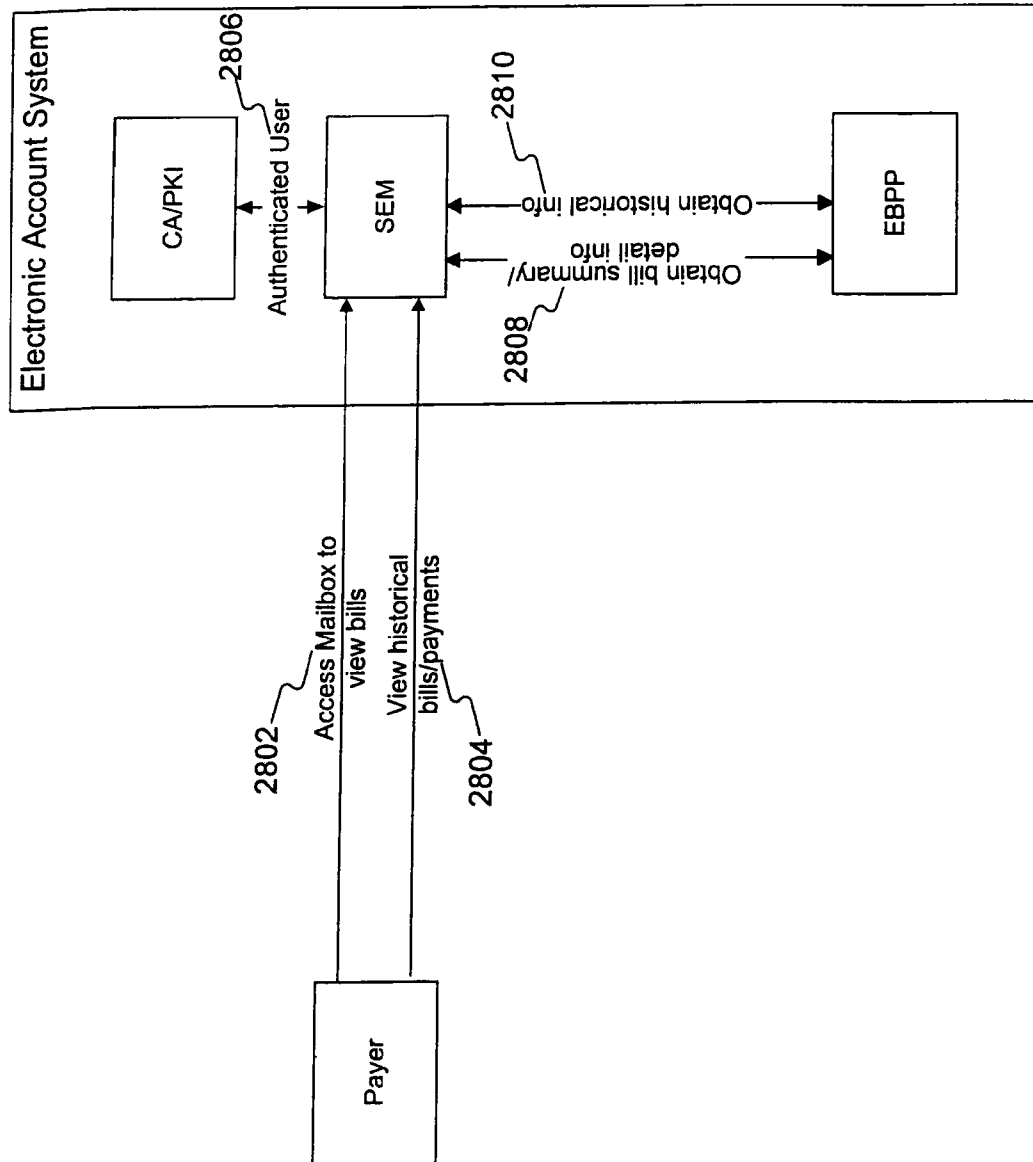 Electronic Account System
CA/PKI
2806
Authenticated User
SEM
2810
Obtain historical info
Obtain bill summary/
detail info
2808
EBPP
2802
Access Mailbox to
view bills
View historical
bills/payments
2804
Payer